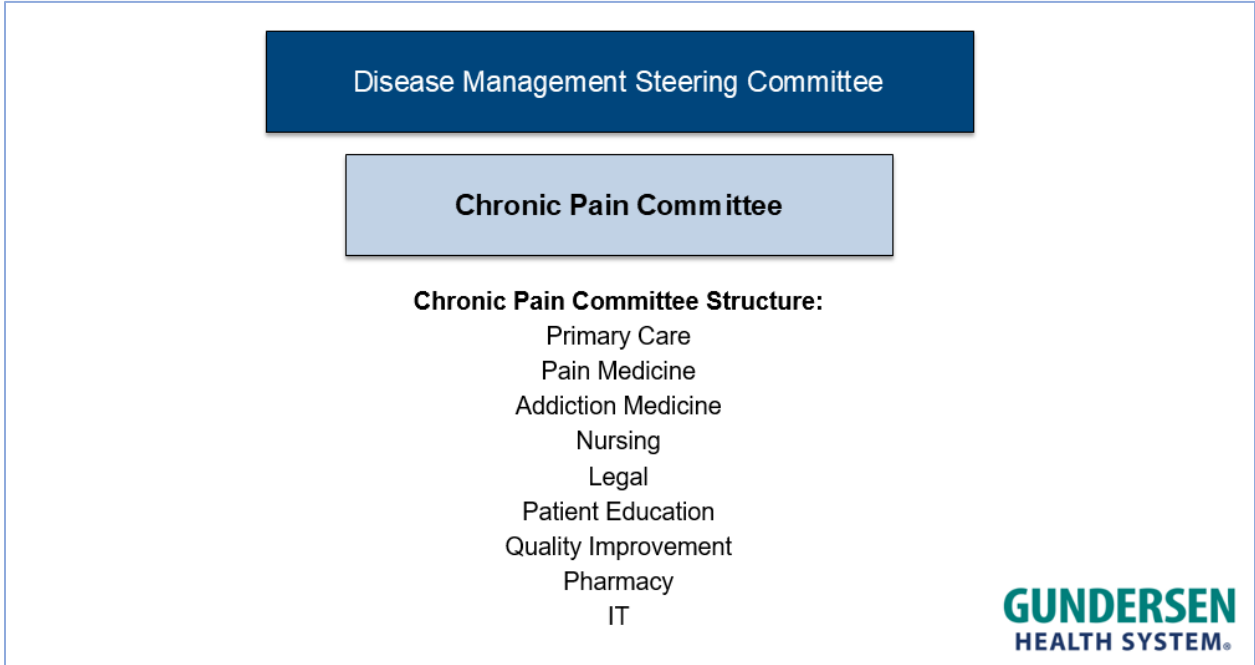 Disease Management Steering Committee
Chronic Pain Committee
Chronic Pain Committee Structure:
Primary Care
Pain Medicine
Addiction Medicine
Nursing
Legal
Patient Education
Quality Improvement
Pharmacy
IT
GUNDERSEN
HEALTH SYSTEM®